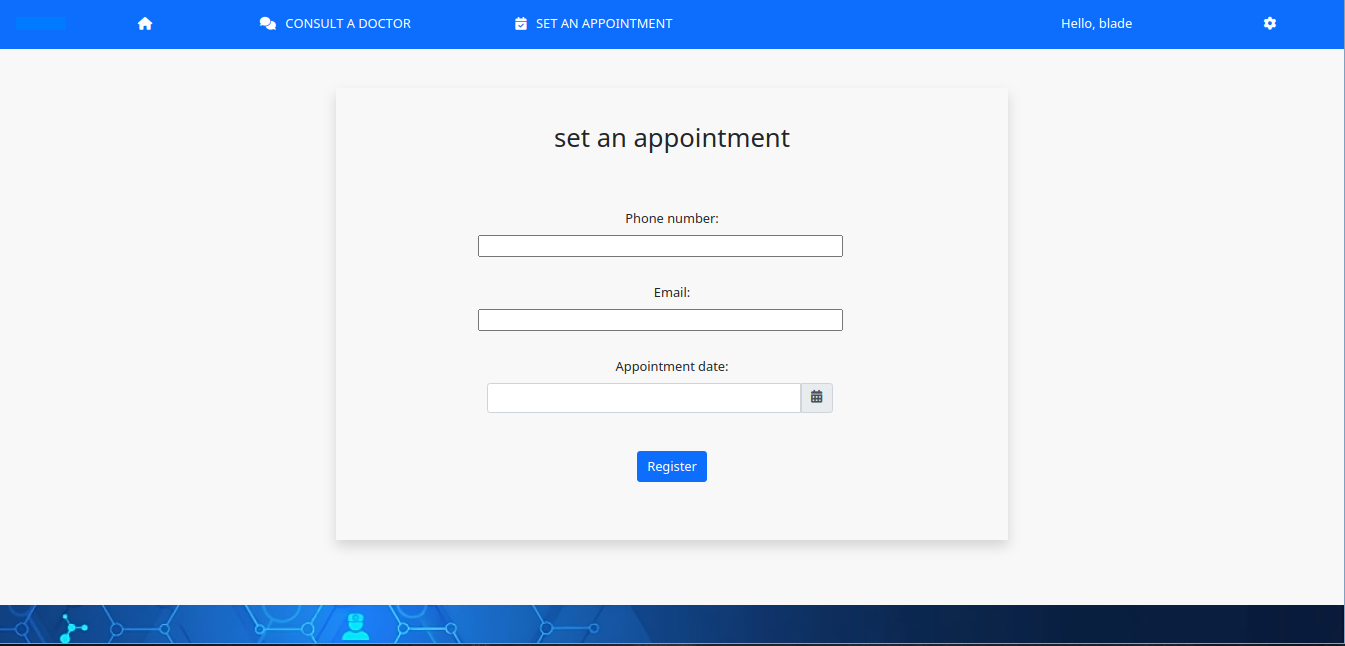 CONSULT A DOCTOR
SET AN APPOINTMENT
Hello, blade
set an appointment
Phone number:
Email:
Appointment date:
Register